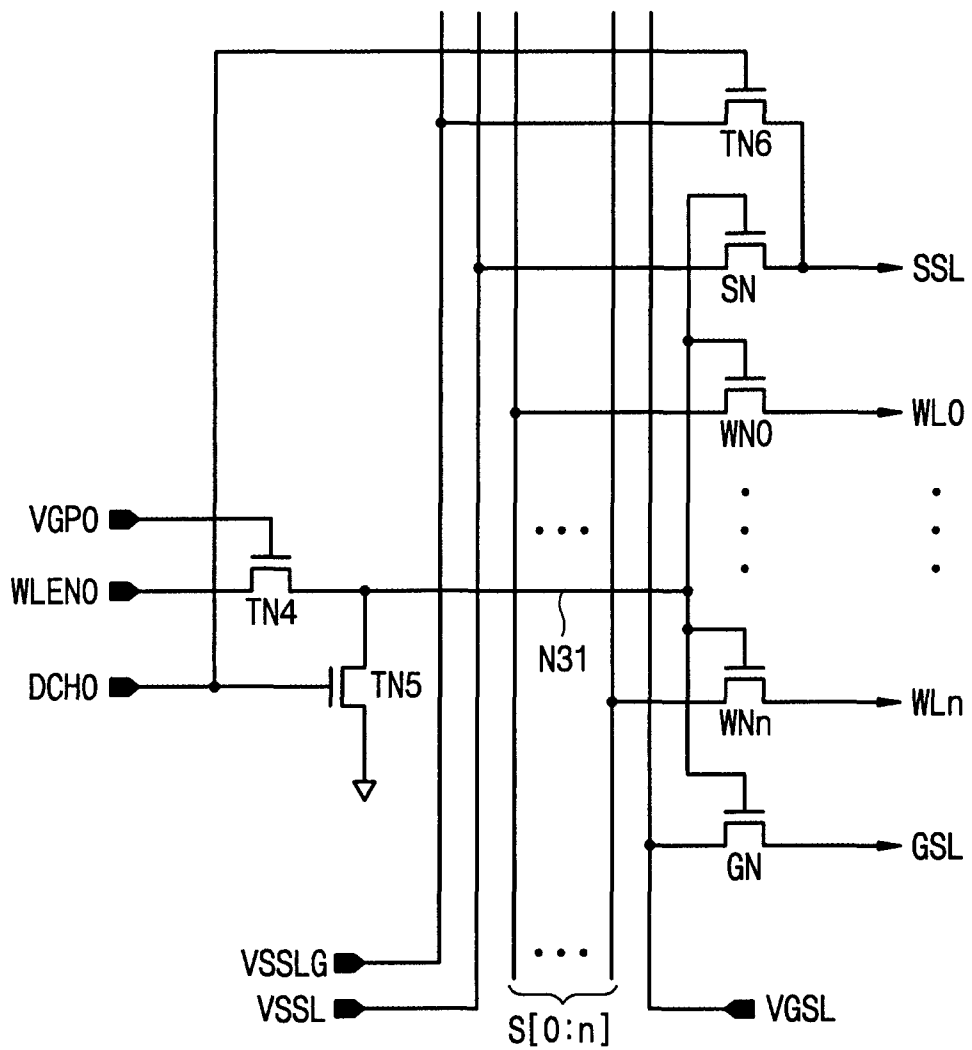 TN6
SSL
SN
WL0
WN0
VGP0
WLEN0
TN4
N31
DCH0
TN5
WLn
WNn
GSL
GN
VSSLG
VSSL
VGSL
S[0:n]